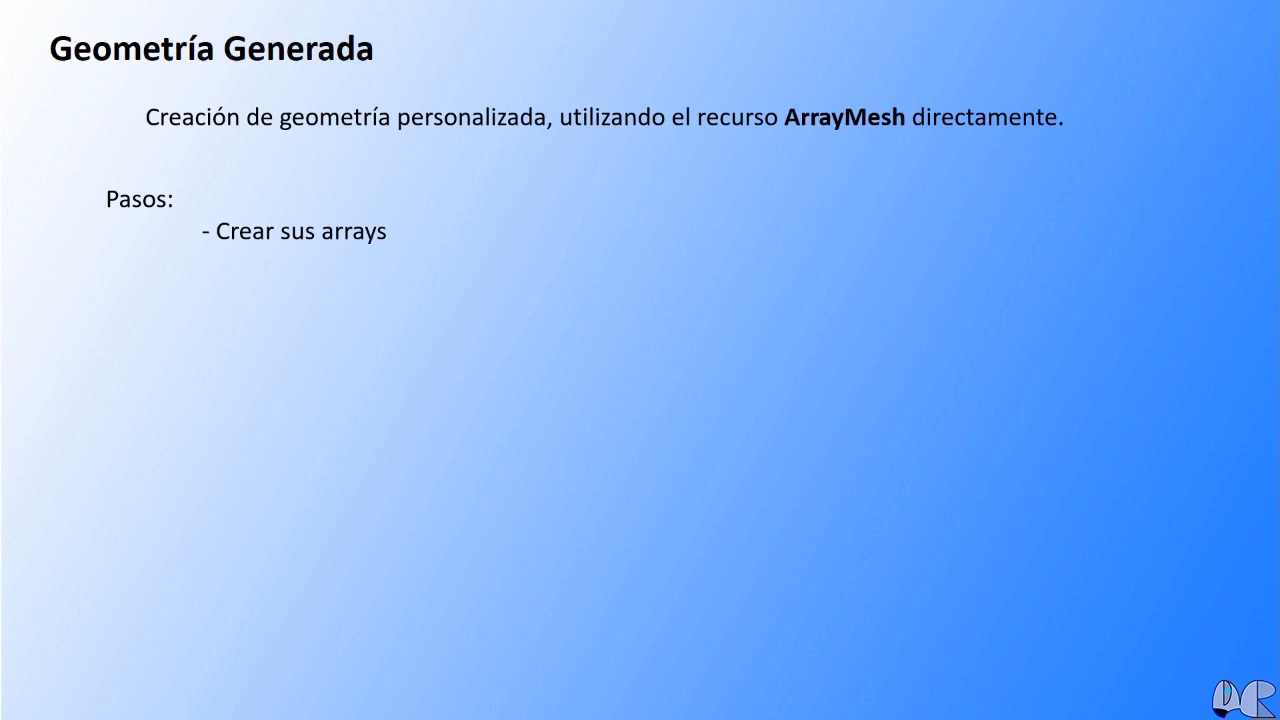 Geometría Generada
Creación de geometría personalizada, utilizando el recurso ArrayMesh directamente.
Pasos:
- Crear sus arrays